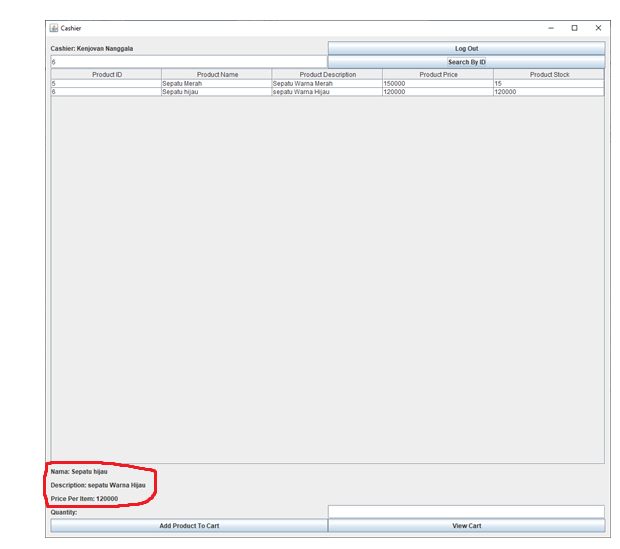 Cashier
Cashier: Kenjovan Nanggala
Log Out
6
Search By ID
Product ID Product Name Product Description Product Price Product Stock
5 Sepatu Merah Sepatu Warna Merah 150000 15
6 Sepatu hijau sepatu Warna Hijau 120000 120000
Nama: Sepatu hijau
Description: sepatu Warna Hijau
Price Per Item: 120000
Quantity:
Add Product To Cart View Cart